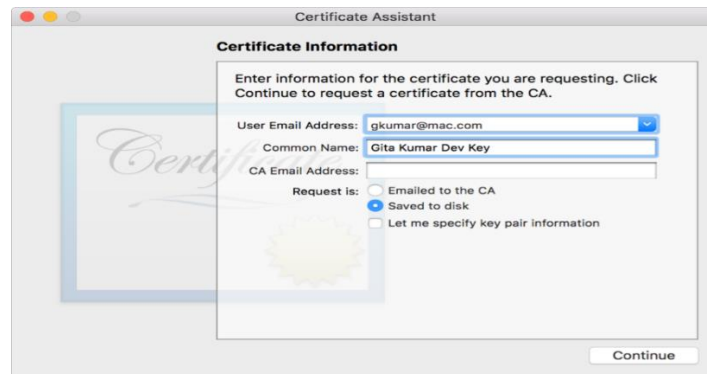 Certificate Assistant
Certificate Information
Enter information for the certificate you are requesting. Click
Continue to request a certificate from the CA.
User Email Address: gkumar@mac.com
Common Name: Gita Kumar Dev Key
CA Email Address:
Request is: Emailed to the CA
Saved to disk
Let me specify key pair information
Certificate
Continue